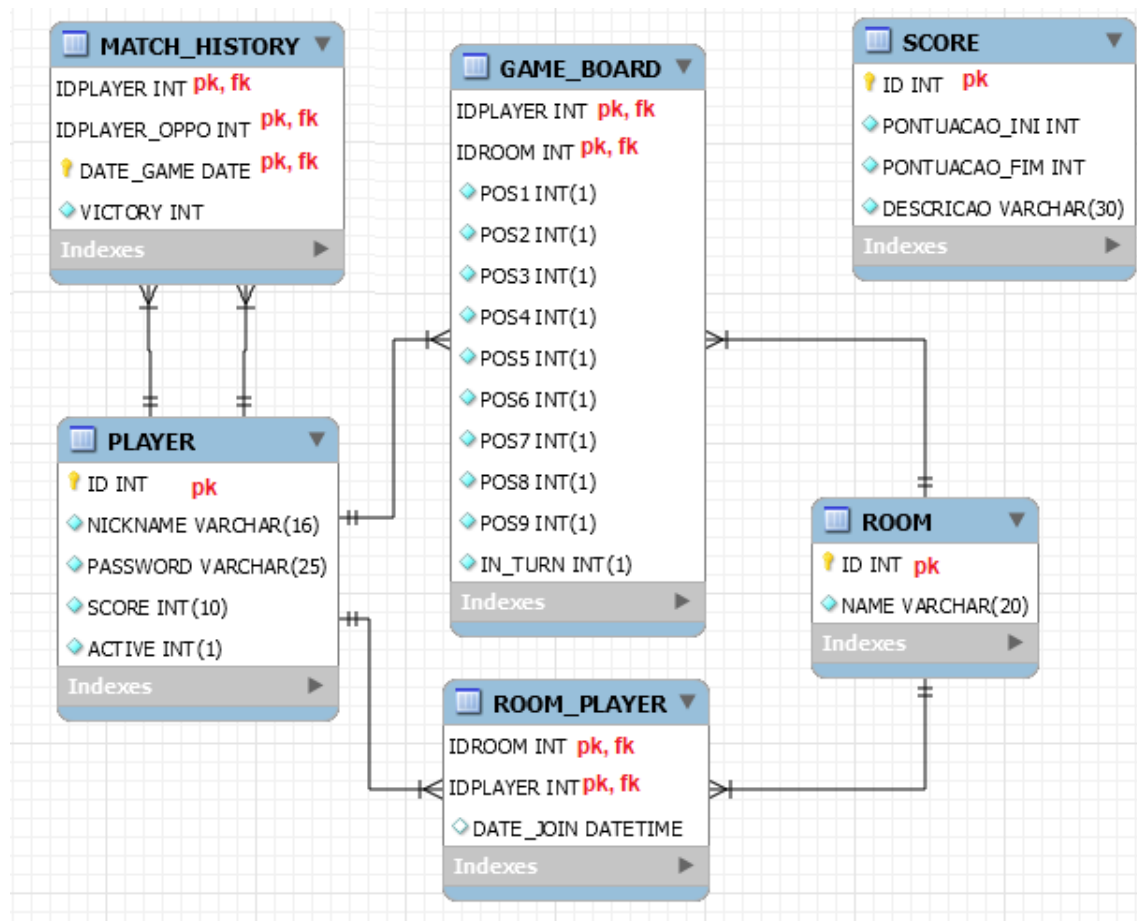 MATCH_HISTORY
IDPLAYER INT pk, fk
IDPLAYER_OPPO INT pk, fk
DATE_GAME DATE pk, fk
VICTORY INT
Indexes
GAME_BOARD
IDPLAYER INT pk, fk
IDROOM INT pk, fk
POS1 INT(1)
POS2 INT(1)
POS3 INT(1)
POS4 INT(1)
POS5 INT(1)
POS6 INT(1)
POS7 INT(1)
POS8 INT(1)
POS9 INT(1)
IN_TURN INT(1)
Indexes
SCORE
ID INT pk
PONTUACAO_INI INT
PONTUACAO_FIM INT
DESCRICAO VARCHAR(30)
Indexes
PLAYER
ID INT pk
NICKNAME VARCHAR(16)
PASSWORD VARCHAR(25)
SCORE INT(10)
ACTIVE INT(1)
Indexes
ROOM
ID INT pk
NAME VARCHAR(20)
Indexes
ROOM_PLAYER
IDROOM INT pk, fk
IDPLAYER INT pk, fk
DATE_JOIN DATETIME
Indexes